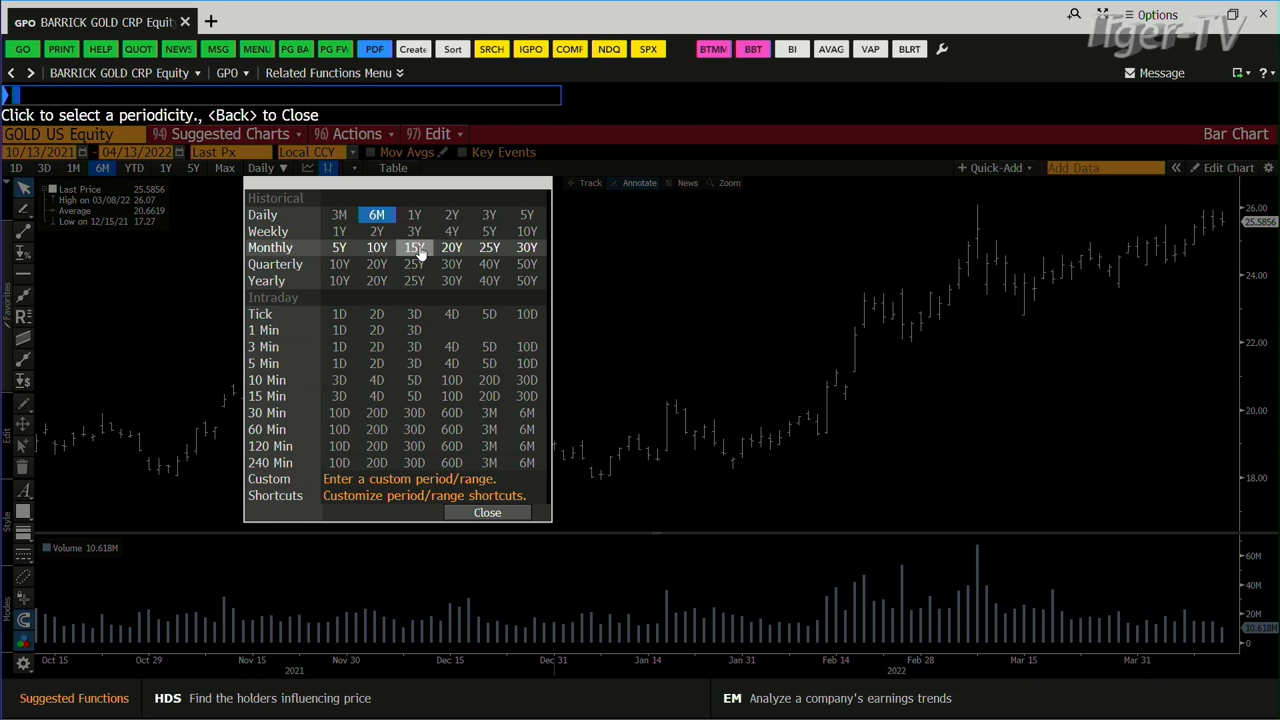 GPO BARRICK GOLD CRP Equity
Options
Tiger-TV
GO PRINT HELP QUOT NEWS MSG MENU PG BA PG FW PDF Create Sort SRCH IGPO COMF NDQ SPX BTMM BBT BI AVAG VAP BLRT
BARRICK GOLD CRP Equity GPO Related Functions Menu Message ?
Click to select a periodicity., <Back> to Close
GOLD US Equity 94) Suggested Charts 96) Actions 97) Edit Bar Chart
10/13/2021 - 04/13/2022 Last Px Local CCY Mov Avgs Key Events
1D 3D 1M 6M YTD 1Y 5Y Max Daily Table + Quick-Add Add Data Edit Chart
Track Annotate News Zoom
Last Price 25.5856
High on 03/08/22 26.07
Average 20.6619
Low on 12/15/21 17.27
Historical
Daily 3M 6M 1Y 2Y 3Y 5Y
Weekly 1Y 2Y 3Y 4Y 5Y 10Y
Monthly 5Y 10Y 15Y 20Y 25Y 30Y
Quarterly 10Y 20Y 25Y 30Y 40Y 50Y
Yearly 10Y 20Y 25Y 30Y 40Y 50Y
Intraday
Tick 1D 2D 3D 4D 5D 10D
1 Min 1D 2D 3D
3 Min 1D 2D 3D 4D 5D 10D
5 Min 1D 2D 3D 4D 5D 10D
10 Min 3D 4D 5D 10D 20D 30D
15 Min 3D 4D 5D 10D 20D 30D
30 Min 10D 20D 30D 60D 3M 6M
60 Min 10D 20D 30D 60D 3M 6M
120 Min 10D 20D 30D 60D 3M 6M
240 Min 10D 20D 30D 60D 3M 6M
Custom Enter a custom period/range.
Shortcuts Customize period/range shortcuts.
Close
26.00
25.5856
24.00
22.00
20.00
18.00
Favorites
Edit
Style
Modes
Volume 10.618M
60M
40M
20M
10.618M
0
Oct 15 Oct 29 Nov 15 Nov 30 Dec 15 Dec 31 Jan 14 Jan 31 Feb 14 Feb 28 Mar 15 Mar 31
2021 2022
Suggested Functions HDS Find the holders influencing price EM Analyze a company's earnings trends